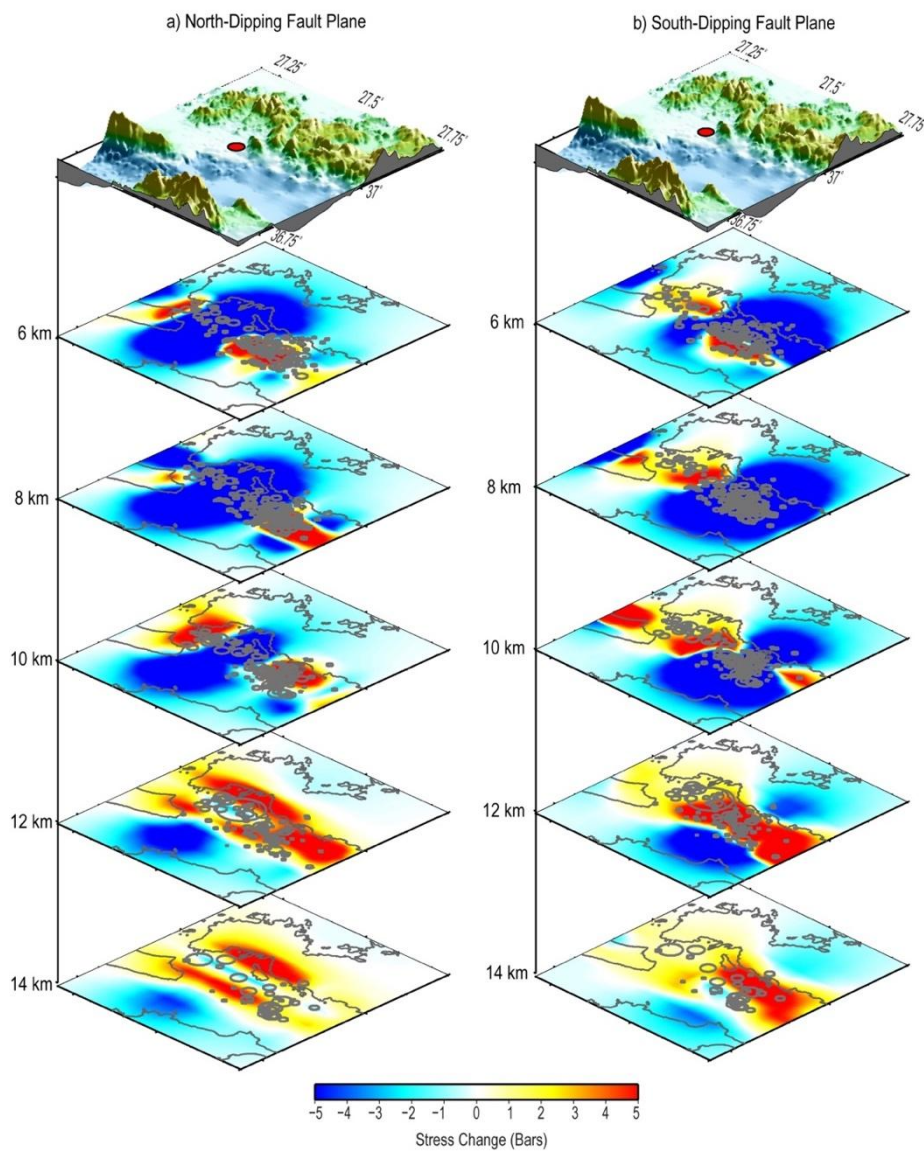 a) North-Dipping Fault Plane
27.25'
27.5'
27.75'
37'
36.75'
6 km
8 km
10 km
12 km
14 km
b) South-Dipping Fault Plane
27.25'
27.5'
27.75'
37'
36.75'
6 km
8 km
10 km
12 km
14 km
−5 −4 −3 −2 −1 0 1 2 3 4 5
Stress Change (Bars)